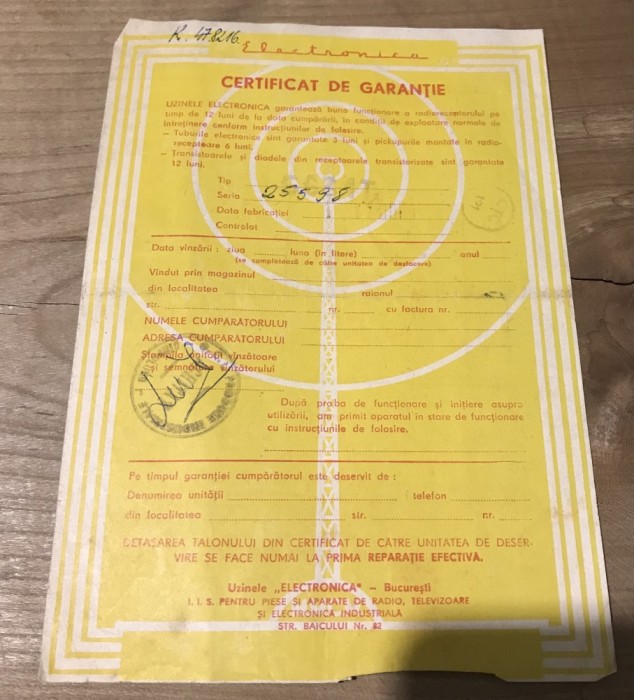 R. 478216
Electronica
CERTIFICAT DE GARANȚIE
UZINELE ELECTRONICA garantează buna funcționare a radioreceptorului pe
timp de 12 luni de la data cumpărării, în condiții de exploatare normale de
întreținere conform instrucțiunilor de folosire.
– Tuburile electronice sînt garantate 3 luni și pickupurile montate în radio-
receptoare 6 luni.
– Transistoarele și diodele din receptoarele transistorizate sînt garantate
12 luni.
Tip
Seria 25598
Data fabricației
Controlat
Data vînzării : ziua luna (în litere) anul
(se completează de către unitatea de desfacere)
Vîndut prin magazinul
din localitatea raionul
str. nr. cu factura nr.
NUMELE CUMPĂRĂTORULUI
ADRESA CUMPĂRĂTORULUI
Ștampila unității vînzătoare
și semnătura vînzătorului
După proba de funcționare și inițiere asupra
utilizării, am primit aparatul în stare de funcționare
cu instrucțiunile de folosire.
Pe timpul garanției cumpărătorul este deservit de :
Denumirea unității telefon
din localitatea str. nr.
DETAȘAREA TALONULUI DIN CERTIFICAT DE CĂTRE UNITATEA DE DESER-
VIRE SE FACE NUMAI LA PRIMA REPARAȚIE EFECTIVĂ.
Uzinele „ELECTRONICA" – București
I. I. S. PENTRU PIESE ȘI APARATE DE RADIO, TELEVIZOARE
ȘI ELECTRONICĂ INDUSTRIALĂ
STR. BAICULUI Nr. 82